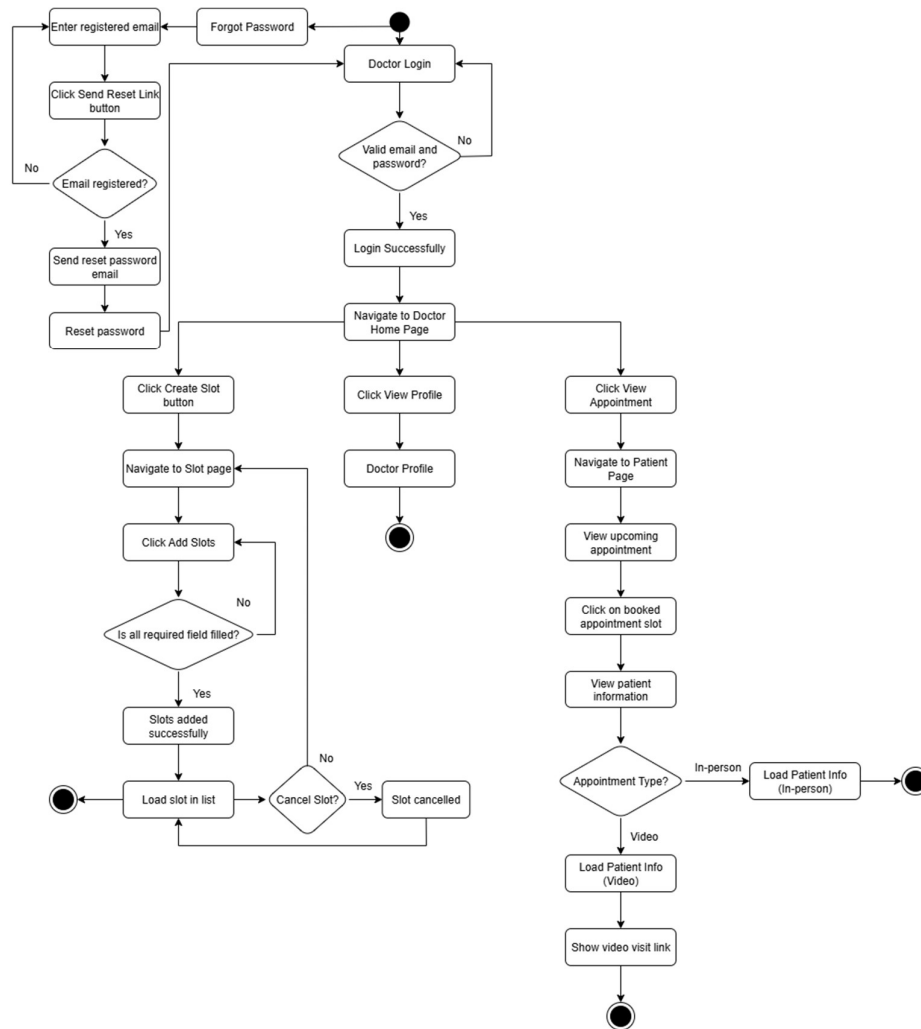 Enter registered email
Forgot Password
Doctor Login
Click Send Reset Link
button
No
Valid email and
password?
No
Email registered?
Yes
Yes
Send reset password
email
Login Successfully
Reset password
Navigate to Doctor
Home Page
Click Create Slot
button
Click View Profile
Click View
Appointment
Navigate to Slot page
Doctor Profile
Navigate to Patient
Page
Click Add Slots
View upcoming
appointment
No
Is all required field filled?
Click on booked
appointment slot
Yes
View patient
information
Slots added
successfully
No
Appointment Type?
In-person
Load Patient Info
(In-person)
Load slot in list
Cancel Slot?
Yes
Slot cancelled
Video
Load Patient Info
(Video)
Show video visit link